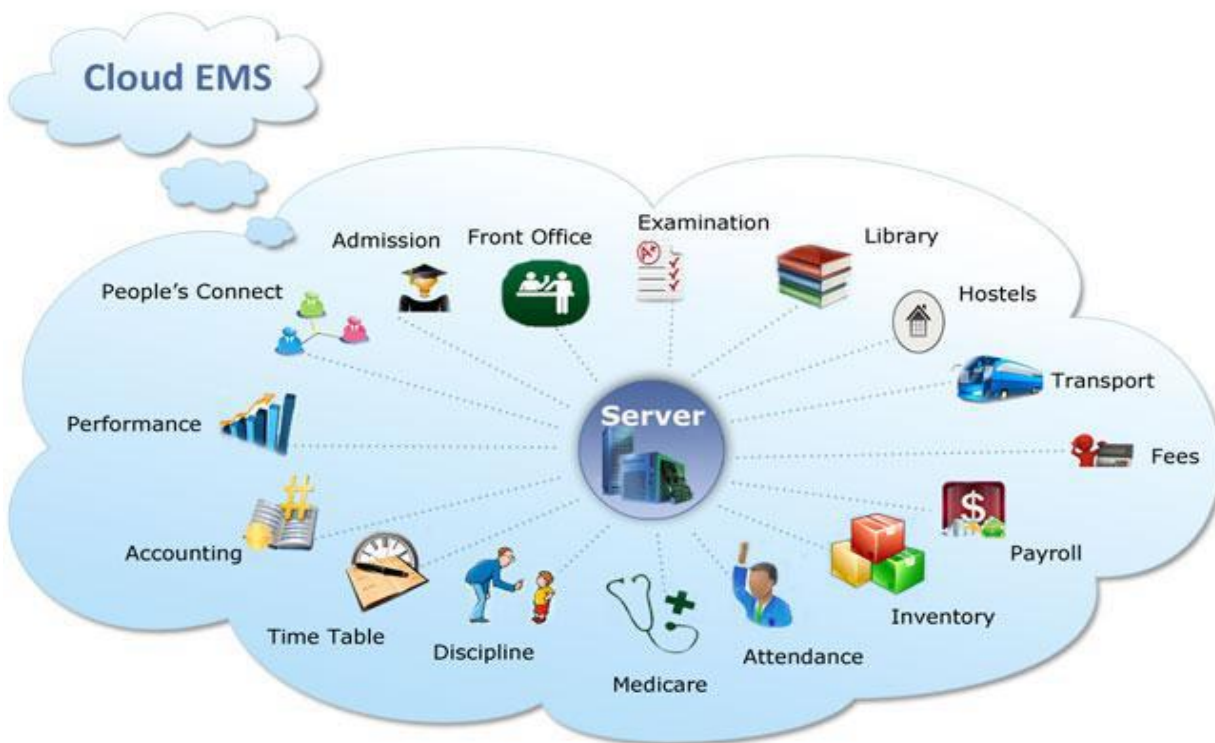 Cloud EMS
Examination
Admission
Front Office
Library
People's Connect
Hostels
Transport
Server
Performance
Fees
Accounting
Payroll
Inventory
Time Table
Discipline
Attendance
Medicare
A+
$